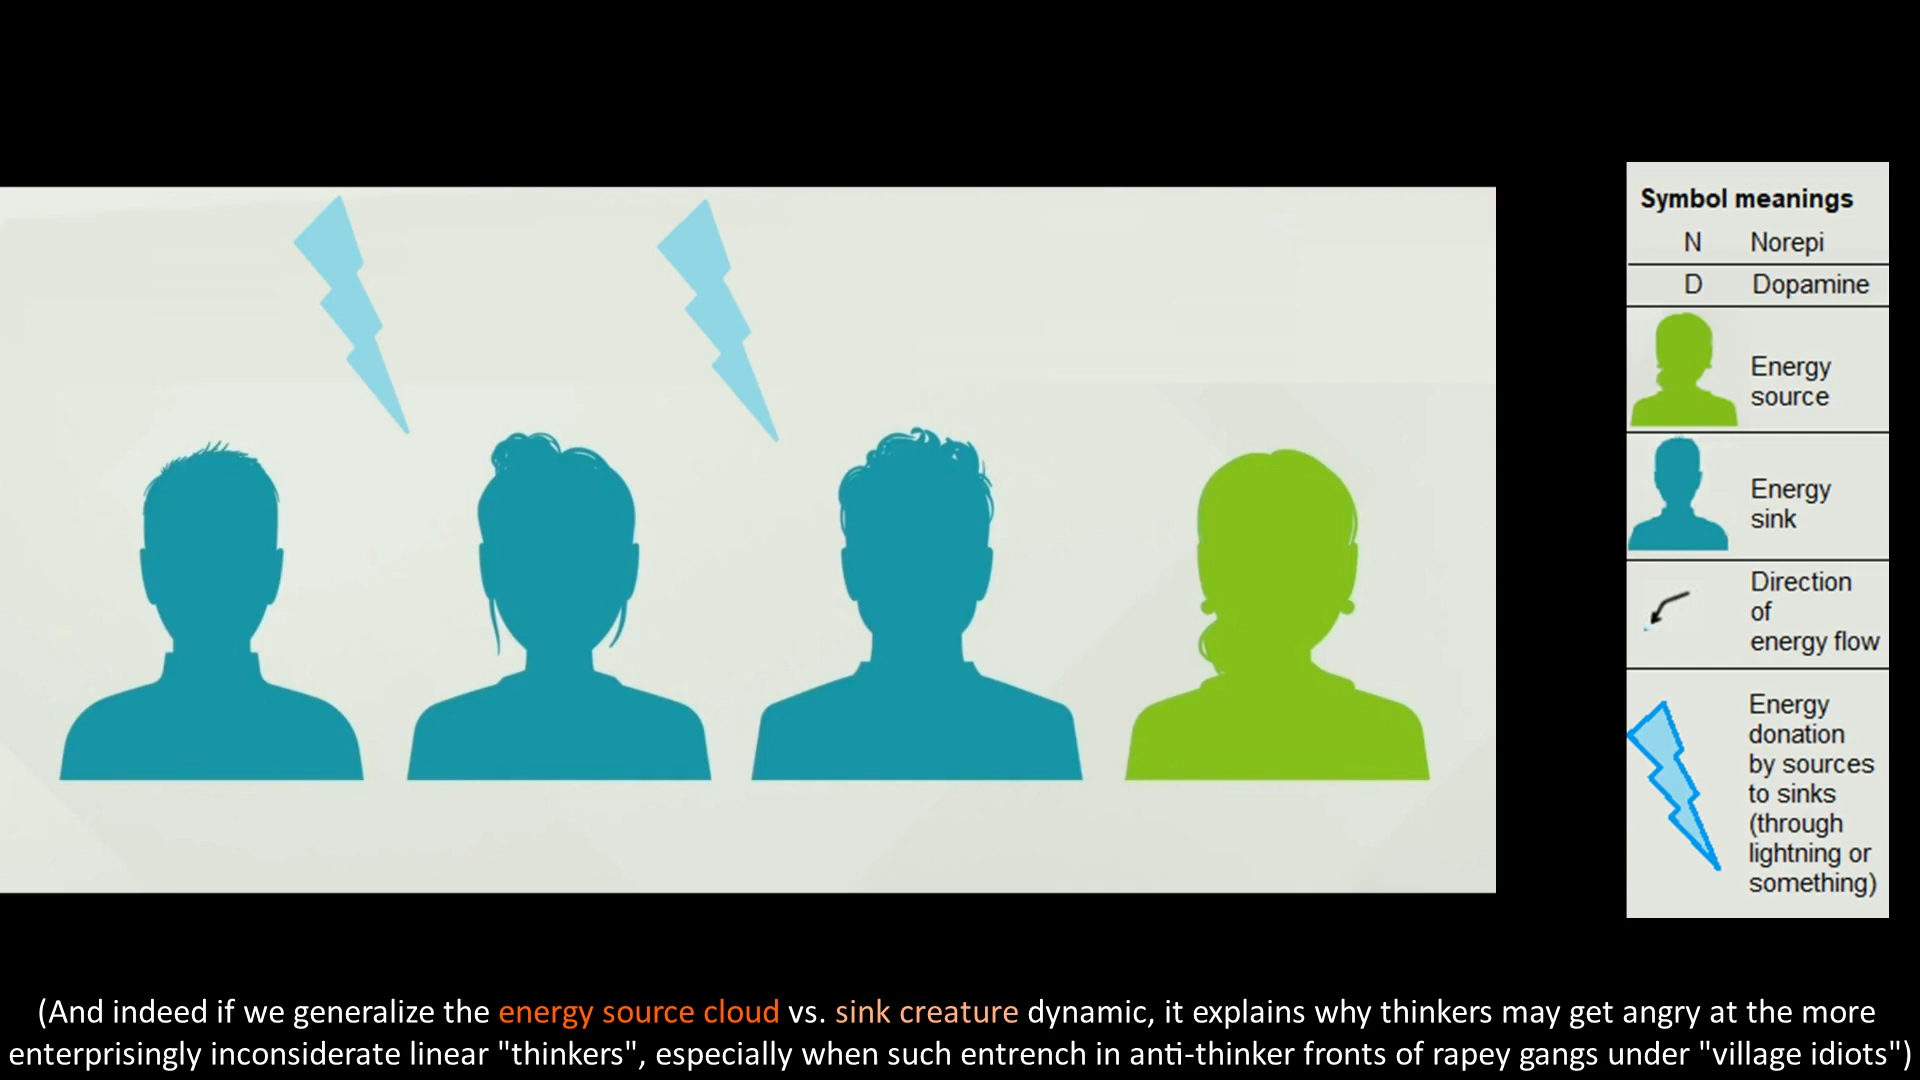 Symbol meanings
N Norepi
D Dopamine
Energy
source
Energy
sink
Direction
of
energy flow
Energy
donation
by sources
to sinks
(through
lightning or
something)
(And indeed if we generalize the energy source cloud vs. sink creature dynamic, it explains why thinkers may get angry at the more
enterprisingly inconsiderate linear "thinkers", especially when such entrench in anti-thinker fronts of rapey gangs under "village idiots")